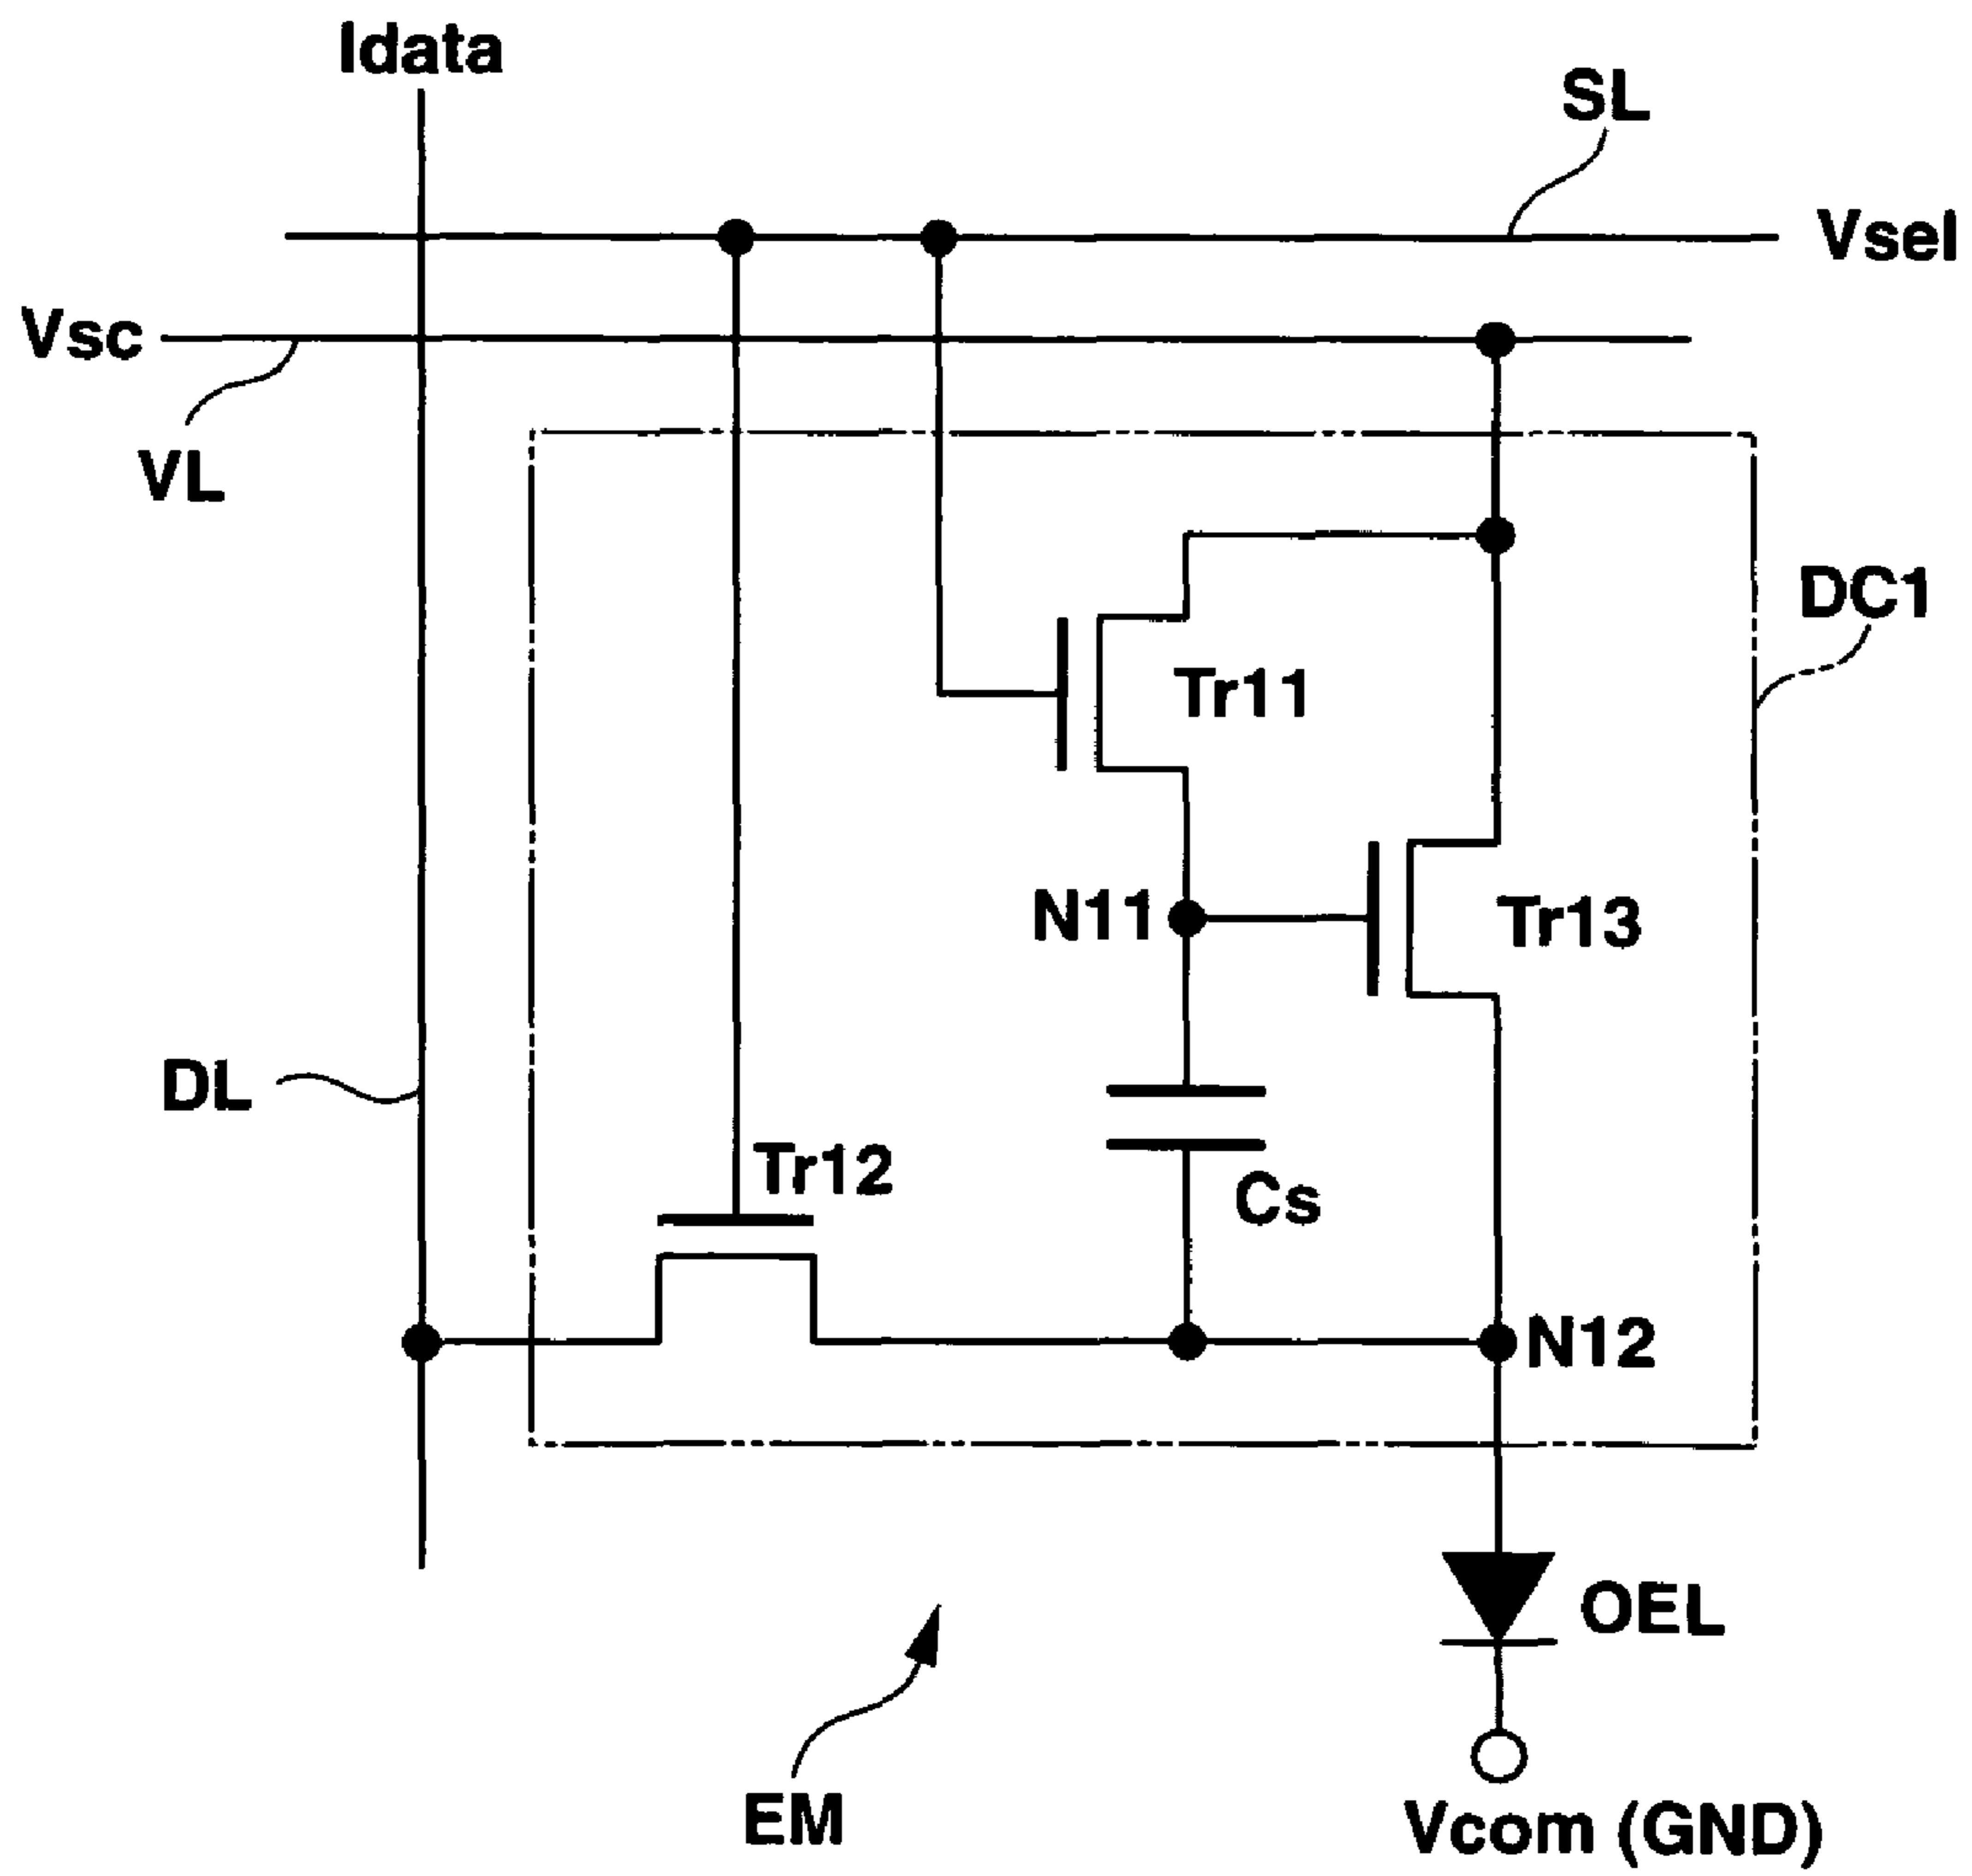 Idata
SL
Vsel
Vsc
VL
DC1
Tr11
N11
Tr13
DL
Tr12
Cs
N12
OEL
EM
Vcom (GND)